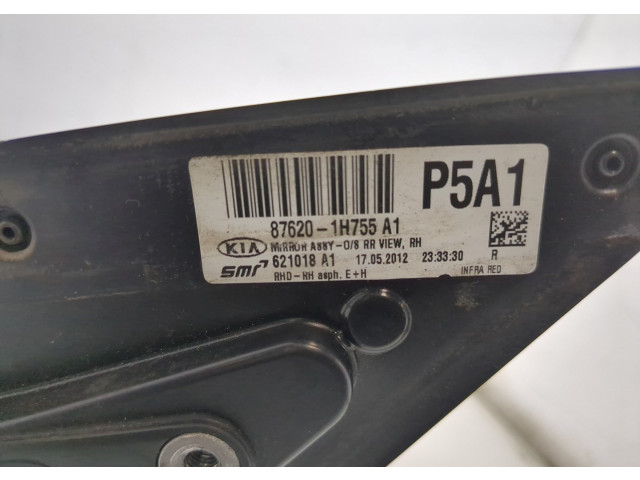 P5A1
87620-1H755 A1
KIA MIRROR ASSY-O/S RR VIEW, RH
smr 621018 A1 17.05.2012 23:33:30 R
RHD-RH asph. E+H INFRA RED